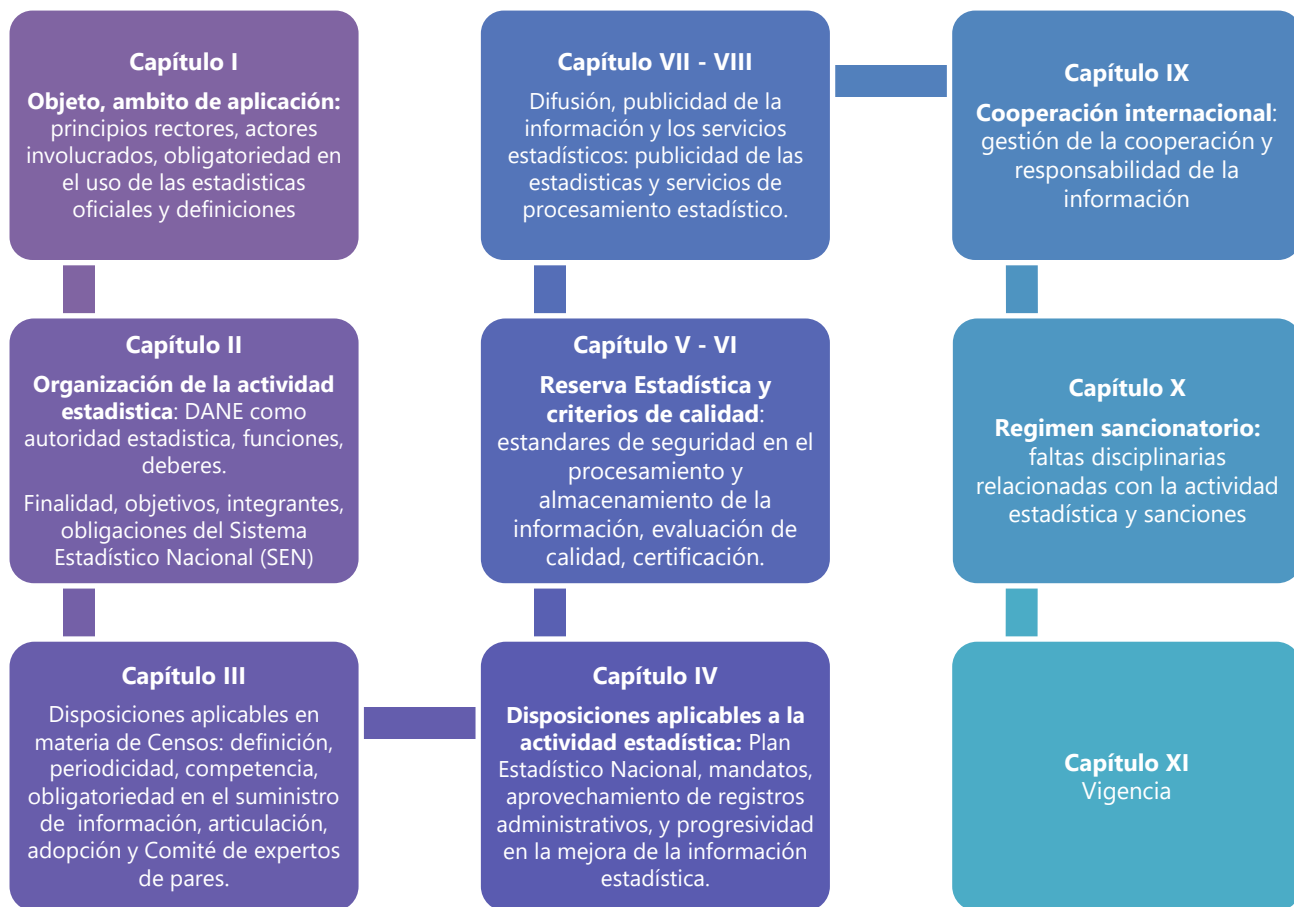 Capítulo I
Objeto, ambito de aplicación:
principios rectores, actores
involucrados, obligatoriedad en
el uso de las estadisticas
oficiales y definiciones
Capítulo II
Organización de la actividad
estadistica: DANE como
autoridad estadistica, funciones,
deberes.
Finalidad, objetivos, integrantes,
obligaciones del Sistema
Estadístico Nacional (SEN)
Capítulo III
Disposiciones aplicables en
materia de Censos: definición,
periodicidad, competencia,
obligatoriedad en el suministro
de información, articulación,
adopción y Comité de expertos
de pares.
Capítulo IV
Disposiciones aplicables a la
actividad estadística: Plan
Estadístico Nacional, mandatos,
aprovechamiento de registros
administrativos, y progresividad
en la mejora de la información
estadística.
Capítulo V - VI
Reserva Estadística y
criterios de calidad:
estandares de seguridad en el
procesamiento y
almacenamiento de la
información, evaluación de
calidad, certificación.
Capítulo VII - VIII
Difusión, publicidad de la
información y los servicios
estadísticos: publicidad de las
estadisticas y servicios de
procesamiento estadístico.
Capítulo IX
Cooperación internacional:
gestión de la cooperación y
responsabilidad de la
información
Capítulo X
Regimen sancionatorio:
faltas disciplinarias
relacionadas con la actividad
estadística y sanciones
Capítulo XI
Vigencia